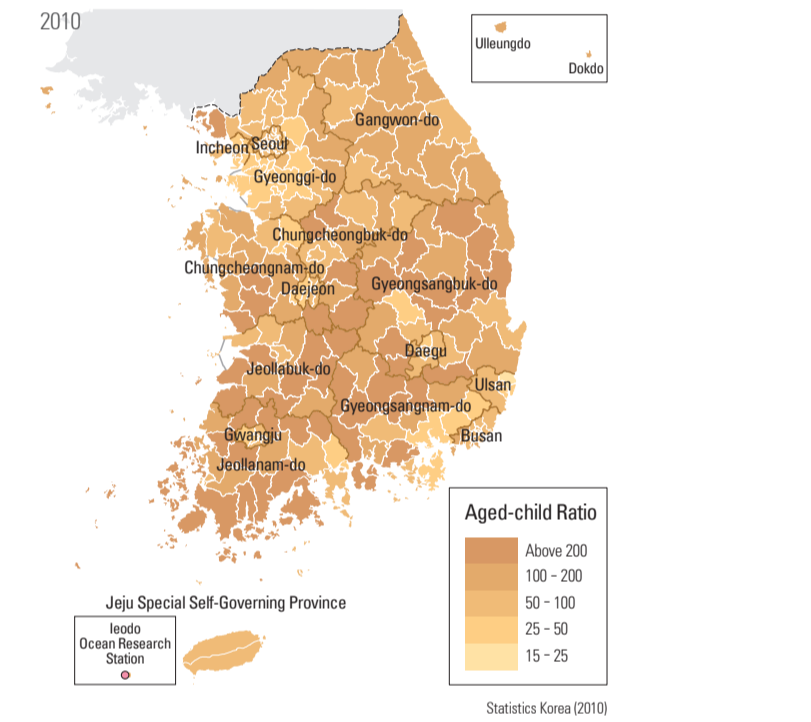 2010
Ulleungdo
Dokdo
Gangwon-do
Incheon
Seoul
Gyeonggi-do
Chungcheongbuk-do
Chungcheongnam-do
Daejeon
Gyeongsangbuk-do
Daegu
Jeollabuk-do
Ulsan
Gyeongsangnam-do
Gwangju
Busan
Jeollanam-do
Aged-child Ratio
Above 200
100 - 200
50 - 100
25 - 50
15 - 25
Jeju Special Self-Governing Province
Ieodo
Ocean Research
Station
Statistics Korea (2010)